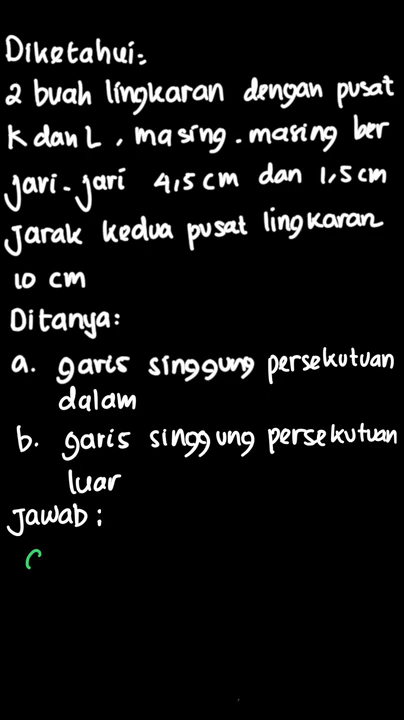 Diketahui:
2 buah lingkaran dengan pusat
K dan L, masing-masing ber
jari-jari 4,5 cm dan 1,5 cm
Jarak kedua pusat lingkaran
10 cm
Ditanya:
a. garis singgung persekutuan
dalam
b. garis singgung persekutuan
luar
Jawab: